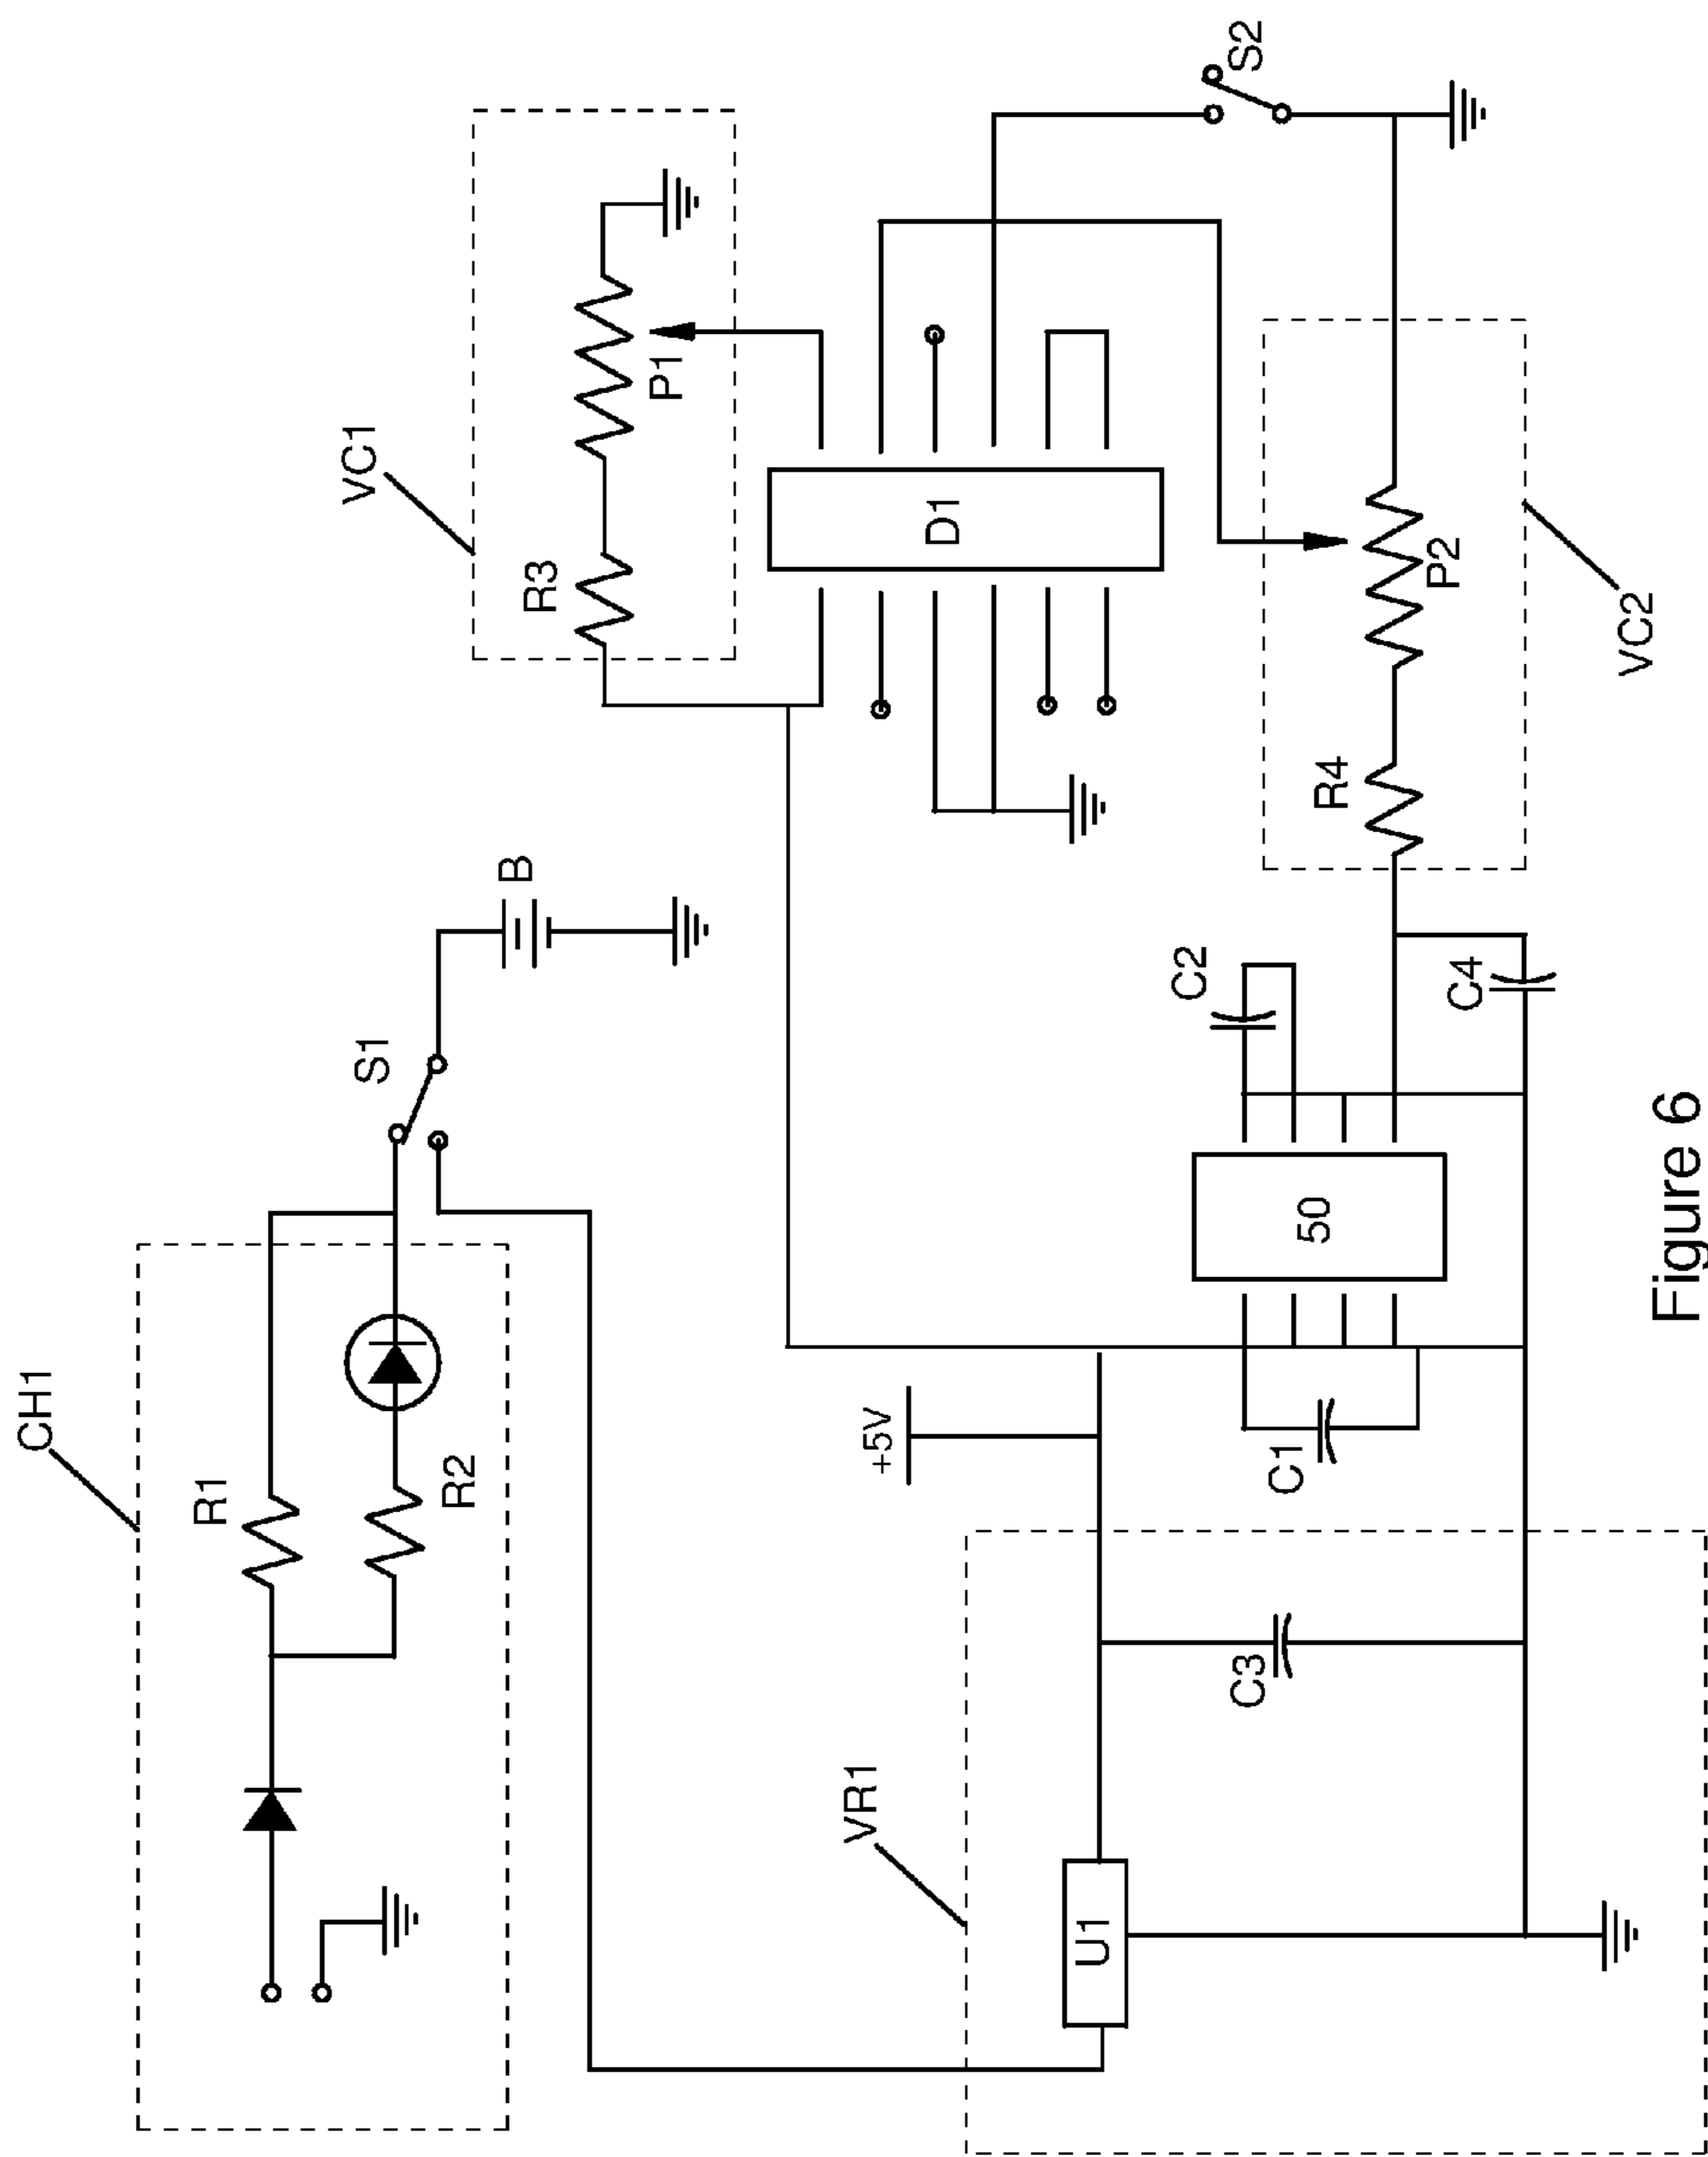 CH1
R1
R2
S1
B
VC1
R3
P1
D1
S2
VR1
U1
C3
+5V
C1
50
C2
C4
R4
P2
VC2
Figure 6